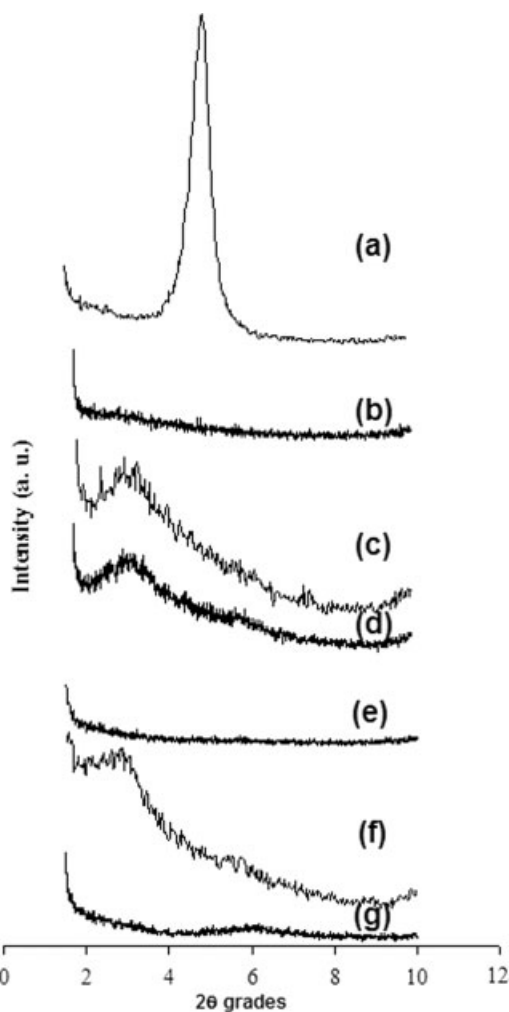 (a)
(b)
Intensity (a. u.)
(c)
(d)
(e)
(f)
(g)
0 2 4 6 8 10 12
2θ grades